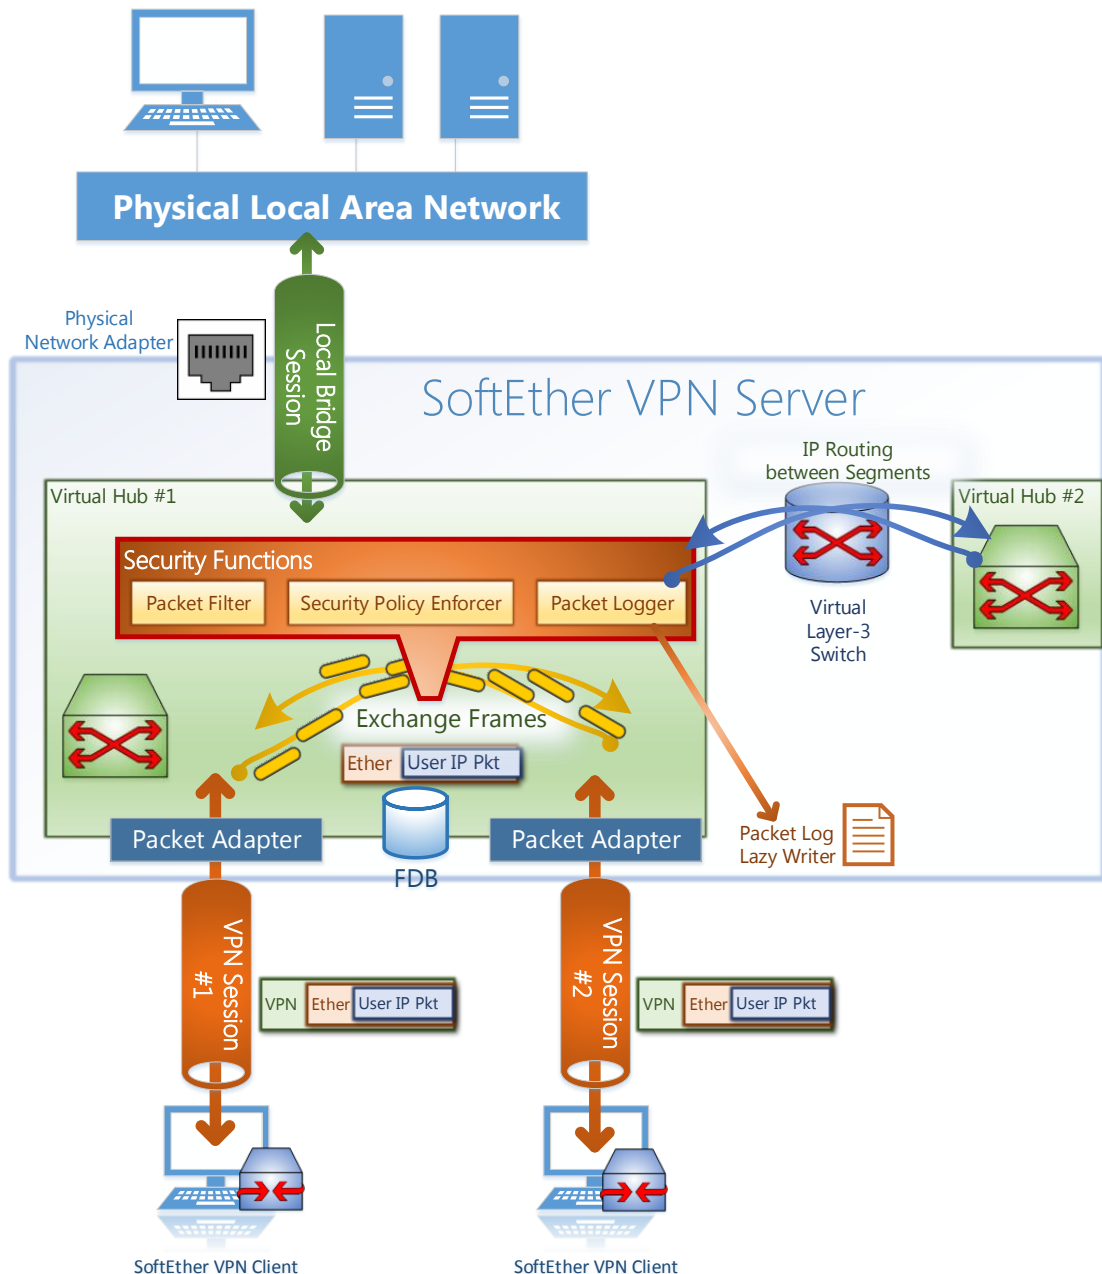 Physical Local Area Network
Physical
Network Adapter
Local Bridge
Session
SoftEther VPN Server
IP Routing
between Segments
Virtual Hub #1
Virtual Hub #2
Security Functions
Packet Filter
Security Policy Enforcer
Packet Logger
Virtual
Layer-3
Switch
Exchange Frames
Ether
User IP Pkt
Packet Adapter
FDB
Packet Adapter
Packet Log
Lazy Writer
VPN Session
#1
VPN
Ether
User IP Pkt
VPN Session
#2
VPN
Ether
User IP Pkt
SoftEther VPN Client
SoftEther VPN Client